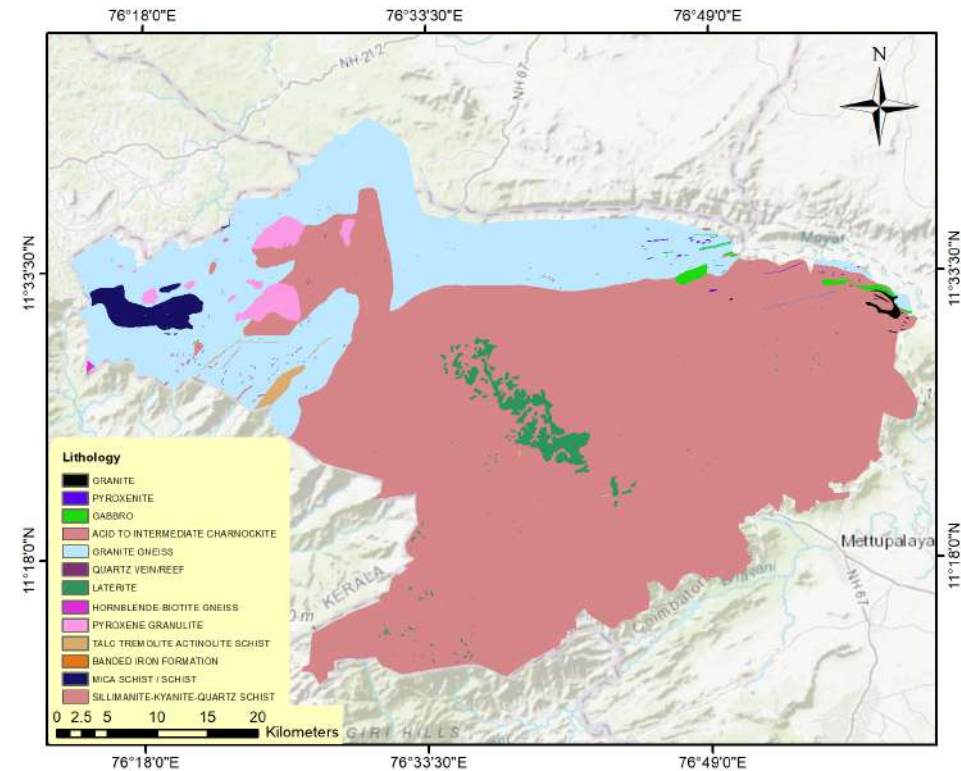 76°18'0"E 76°33'30"E 76°49'0"E
N
NH-212
NH 67
Moyar
11°33'30"N 11°33'30"N
Lithology
GRANITE
PYROXENITE
GABBRO
ACID TO INTERMEDIATE CHARNOCKITE
GRANITE GNEISS
QUARTZ VEIN/REEF
LATERITE
HORNBLENDE-BIOTITE GNEISS
PYROXENE GRANULITE
TALC TREMOLITE ACTINOLITE SCHIST
BANDED IRON FORMATION
MICA SCHIST / SCHIST
SILLIMANITE-KYANITE-QUARTZ SCHIST
0 2.5 5 10 15 20
Kilometers
11°18'0"N 11°18'0"N
Mettupalaya
KERALA
0m
Coimbatore
Bhavani
NH 67
GIRI HILLS
76°18'0"E 76°33'30"E 76°49'0"E